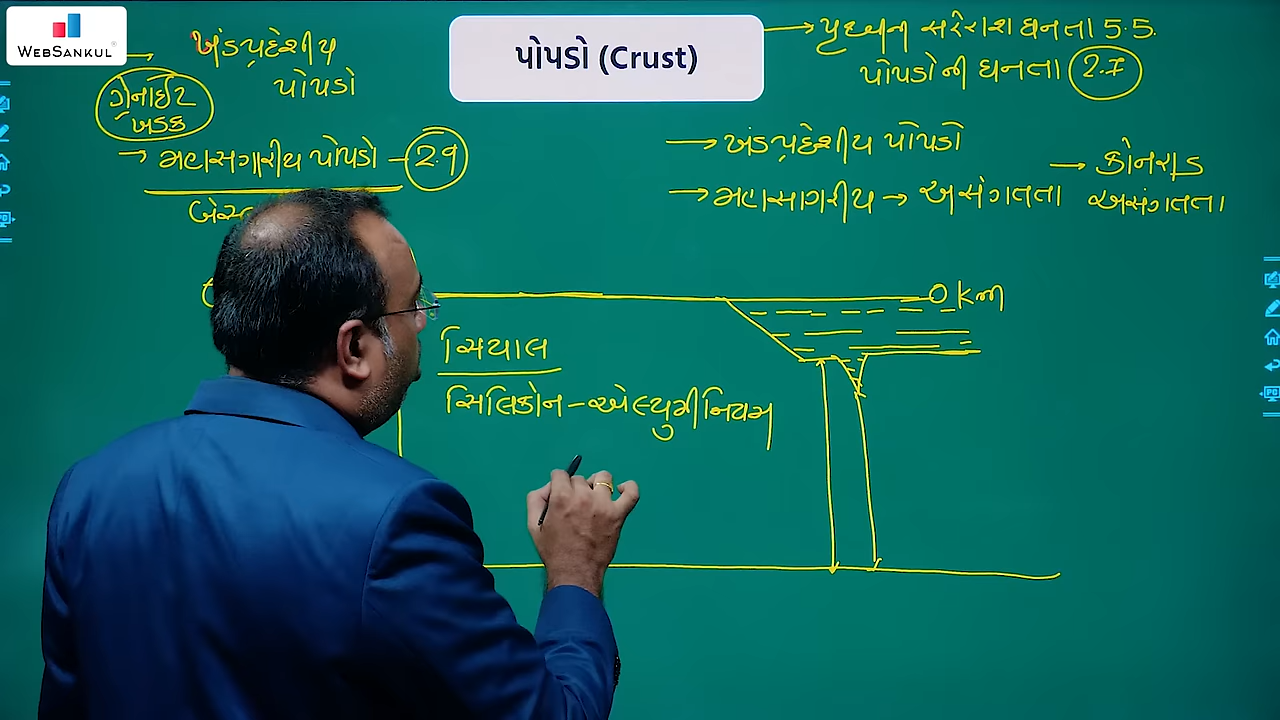 WEBSANKUL
પોપડો (Crust)
→ ખંડપ્રદેશીય
પોપડો
ગ્રેનાઈટ
ખડક
→ મહાસગારીય પોપડો - 2.9
→ પૃથ્વીની સરેરાશ ઘનતા 5.5.
પોપડોની ઘનતા 2.7
→ ખંડપ્રદેશીય પોપડો
→ મહાસાગરીય → અસંગતતા
→ કોનરાડ
અસંગતતા
0 km
સિયાલ
સિલિકોન - એલ્યુમીનિયમ